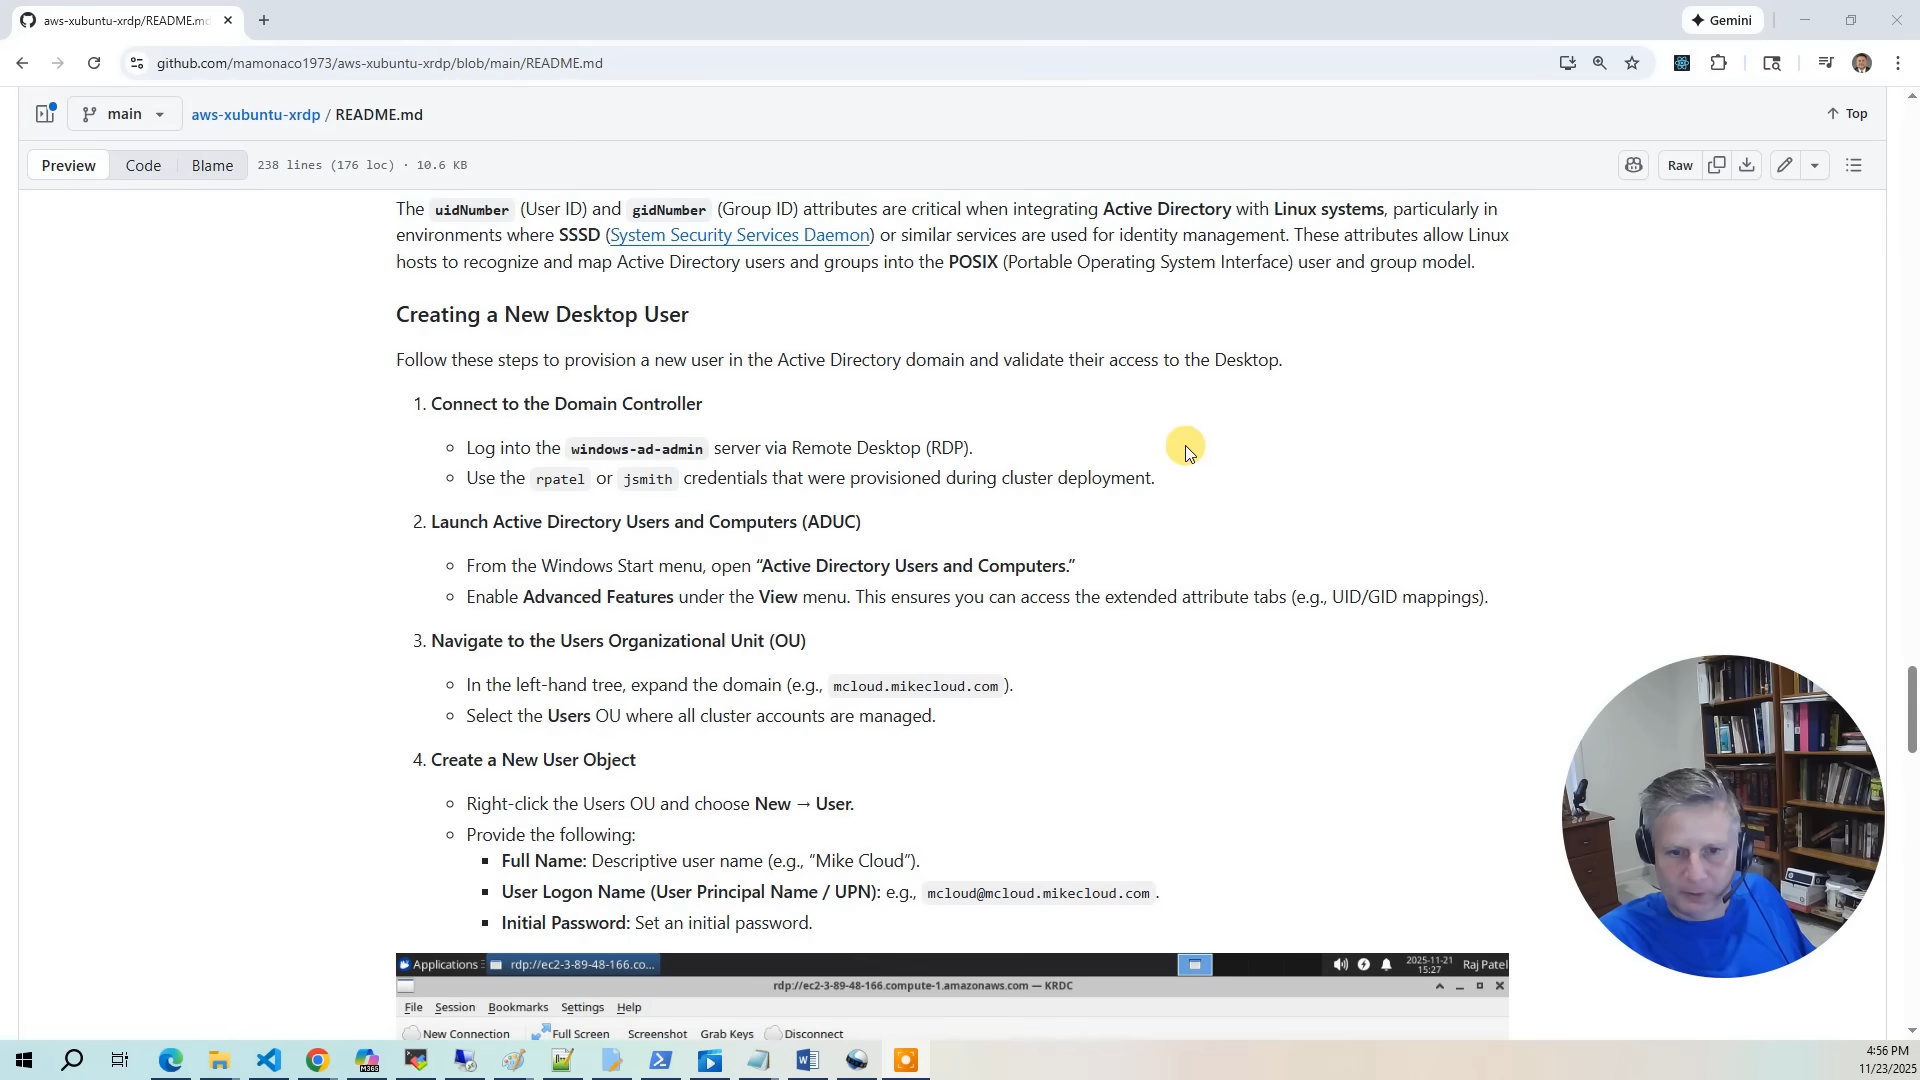 aws-xubuntu-xrdp/README.md
Gemini
github.com/mamonaco1973/aws-xubuntu-xrdp/blob/main/README.md
main
aws-xubuntu-xrdp / README.md
Top
Preview
Code
Blame
238 lines (176 loc) · 10.6 KB
Raw
The uidNumber (User ID) and gidNumber (Group ID) attributes are critical when integrating Active Directory with Linux systems, particularly in
environments where SSSD (System Security Services Daemon) or similar services are used for identity management. These attributes allow Linux
hosts to recognize and map Active Directory users and groups into the POSIX (Portable Operating System Interface) user and group model.
Creating a New Desktop User
Follow these steps to provision a new user in the Active Directory domain and validate their access to the Desktop.
1. Connect to the Domain Controller
Log into the windows-ad-admin server via Remote Desktop (RDP).
Use the rpatel or jsmith credentials that were provisioned during cluster deployment.
2. Launch Active Directory Users and Computers (ADUC)
From the Windows Start menu, open “Active Directory Users and Computers.”
Enable Advanced Features under the View menu. This ensures you can access the extended attribute tabs (e.g., UID/GID mappings).
3. Navigate to the Users Organizational Unit (OU)
In the left-hand tree, expand the domain (e.g., mcloud.mikecloud.com ).
Select the Users OU where all cluster accounts are managed.
4. Create a New User Object
Right-click the Users OU and choose New → User.
Provide the following:
Full Name: Descriptive user name (e.g., “Mike Cloud”).
User Logon Name (User Principal Name / UPN): e.g., mcloud@mcloud.mikecloud.com .
Initial Password: Set an initial password.
Applications
rdp://ec2-3-89-48-166.co...
2025-11-21
15:27
Raj Patel
rdp://ec2-3-89-48-166.compute-1.amazonaws.com — KRDC
File Session Bookmarks Settings Help
New Connection Full Screen Screenshot Grab Keys Disconnect
M365
4:56 PM
11/23/2025